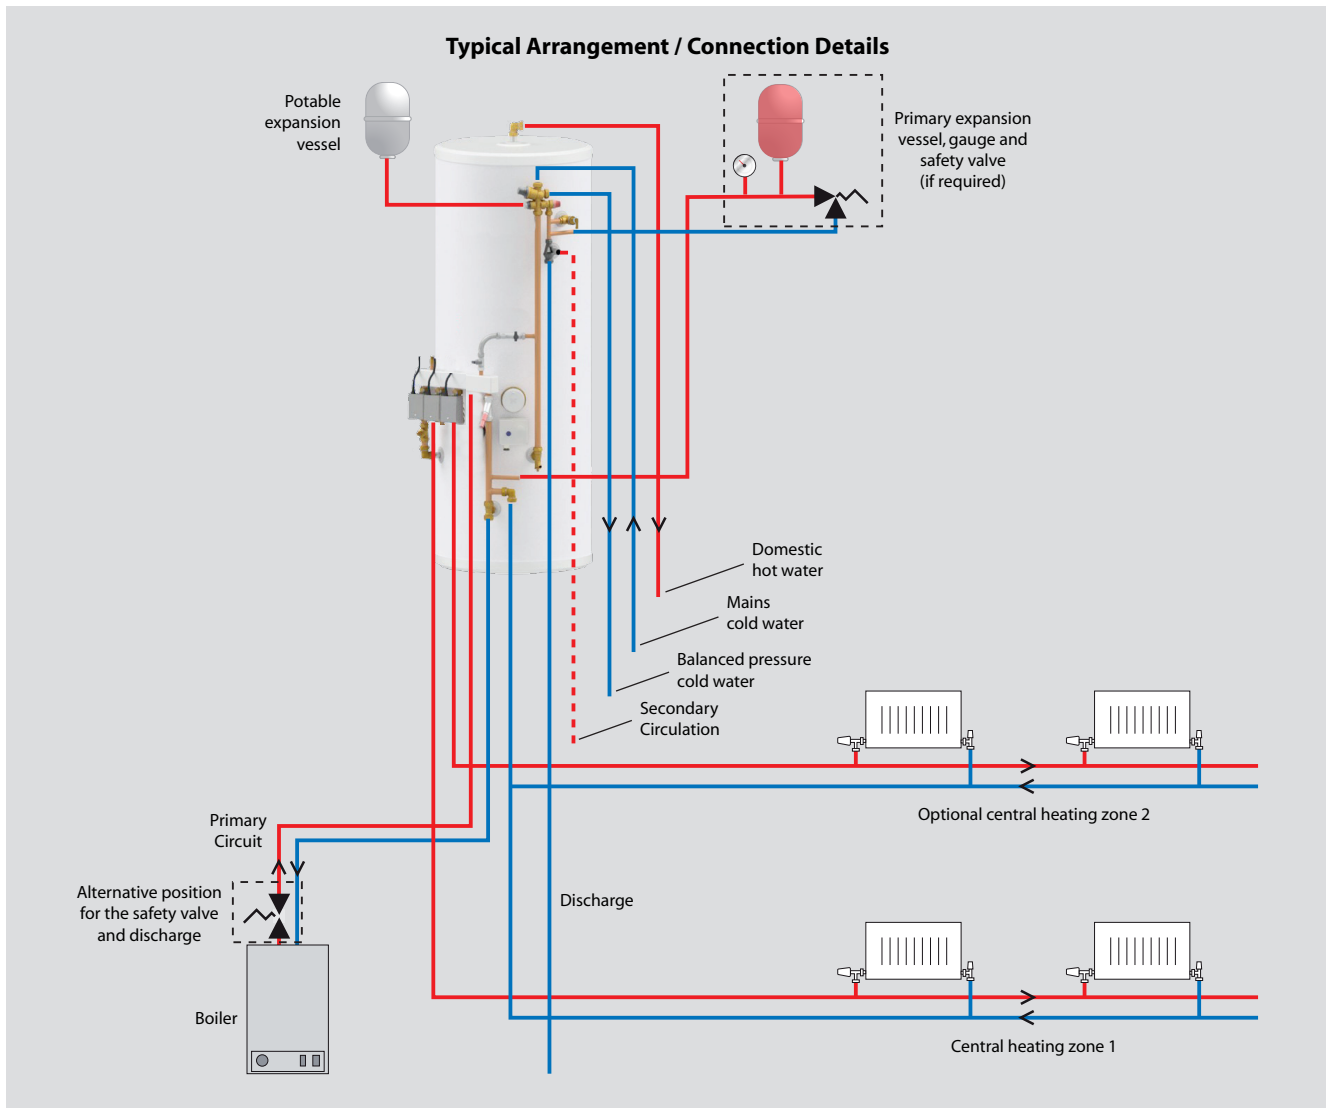 Typical Arrangement / Connection Details
Potable
expansion
vessel
Primary expansion
vessel, gauge and
safety valve
(if required)
Domestic
hot water
Mains
cold water
Balanced pressure
cold water
Secondary
Circulation
Optional central heating zone 2
Primary
Circuit
Alternative position
for the safety valve
and discharge
Discharge
Boiler
Central heating zone 1